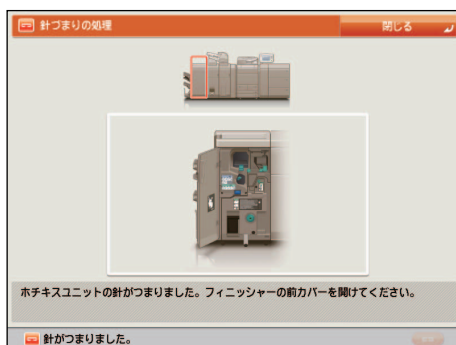 針づまりの処理
閉じる
ホチキスユニットの針がつまりました。フィニッシャーの前カバーを開けてください。
針がつまりました。